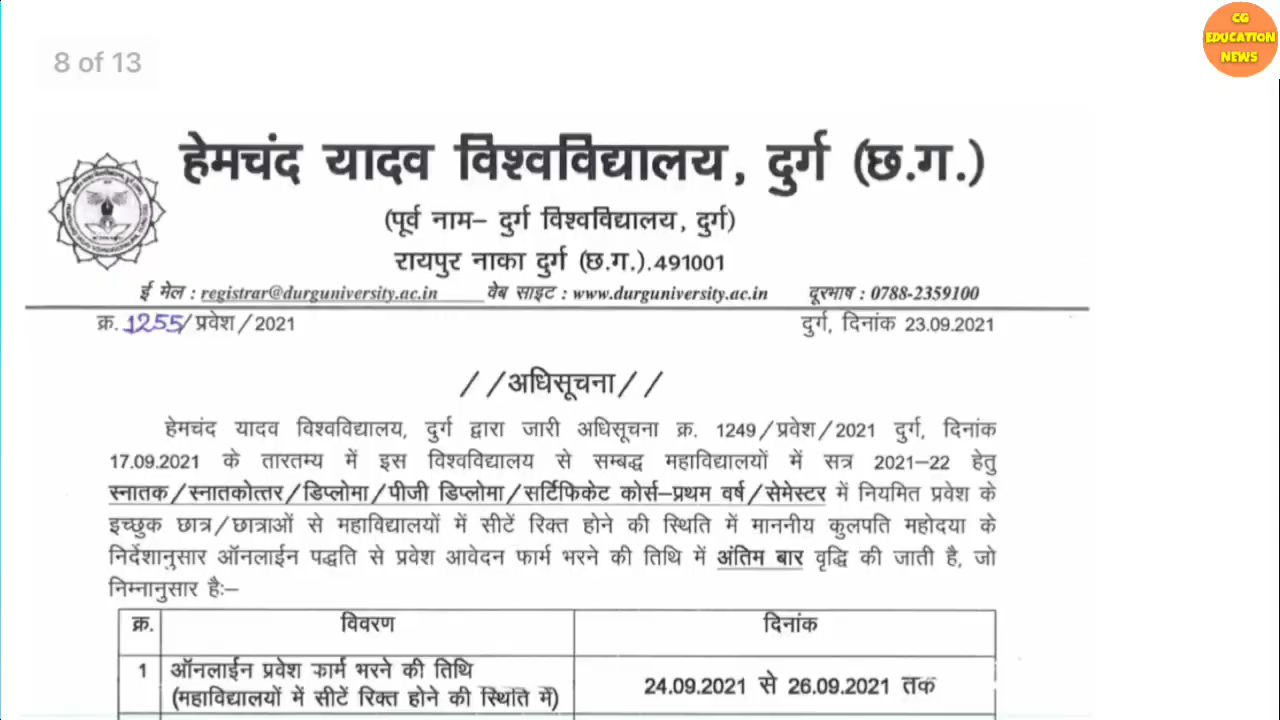 8 of 13
CG
EDUCATION
NEWS
हेमचंद यादव विश्वविद्यालय, दुर्ग (छ.ग.)
(पूर्व नाम– दुर्ग विश्वविद्यालय, दुर्ग)
रायपुर नाका दुर्ग (छ.ग.).491001
ई मेल : registrar@durguniversity.ac.in वेब साइट : www.durguniversity.ac.in दूरभाष : 0788-2359100
क्र. 1255/प्रवेश/2021 दुर्ग, दिनांक 23.09.2021
//अधिसूचना//
हेमचंद यादव विश्वविद्यालय, दुर्ग द्वारा जारी अधिसूचना क्र. 1249/प्रवेश/2021 दुर्ग, दिनांक
17.09.2021 के तारतम्य में इस विश्वविद्यालय से सम्बद्ध महाविद्यालयों में सत्र 2021–22 हेतु
स्नातक/स्नातकोत्तर/डिप्लोमा/पीजी डिप्लोमा/सर्टिफिकेट कोर्स–प्रथम वर्ष/सेमेस्टर में नियमित प्रवेश के
इच्छुक छात्र/छात्राओं से महाविद्यालयों में सीटें रिक्त होने की स्थिति में माननीय कुलपति महोदया के
निर्देशानुसार ऑनलाईन पद्धति से प्रवेश आवेदन फार्म भरने की तिथि में अंतिम बार वृद्धि की जाती है, जो
निम्नानुसार है:–
क्र. विवरण दिनांक
1 ऑनलाईन प्रवेश फार्म भरने की तिथि
(महाविद्यालयों में सीटें रिक्त होने की स्थिति में) 24.09.2021 से 26.09.2021 तक